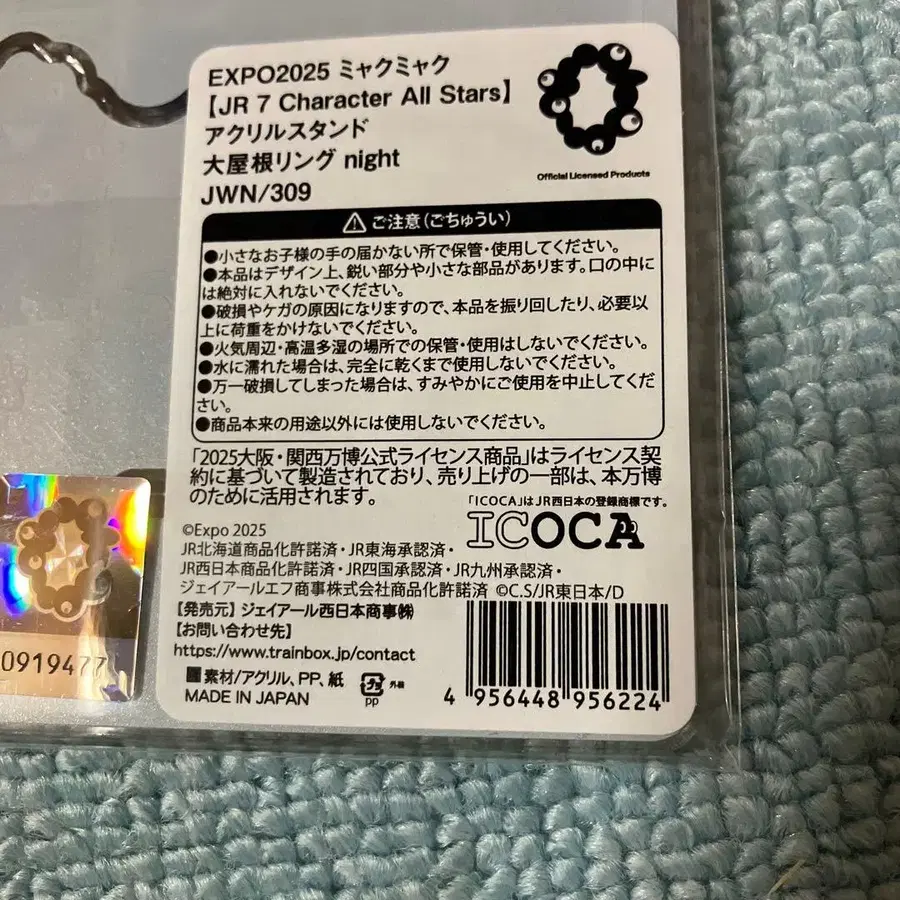 EXPO2025 ミャクミャク
【JR 7 Character All Stars】
アクリルスタンド
大屋根リング night
JWN/309
Official Licensed Products
ご注意(ごちゅうい)
●小さなお子様の手の届かない所で保管・使用してください。
●本品はデザイン上、鋭い部分や小さな部品があります。口の中に
は絶対に入れないでください。
●破損やケガの原因になりますので、本品を振り回したり、必要以
上に荷重をかけないでください。
●火気周辺・高温多湿の場所での保管・使用はしないでください。
●水に濡れた場合は、完全に乾くまで使用しないでください。
●万一破損してしまった場合は、すみやかにご使用を中止してくだ
さい。
●商品本来の用途以外には使用しないでください。
「2025大阪・関西万博公式ライセンス商品」はライセンス契
約に基づいて製造されており、売り上げの一部は、本万博
のために活用されます。
「ICOCA」はJR西日本の登録商標です。
ICOCA
©Expo 2025
JR北海道商品化許諾済・JR東海承認済・
JR西日本商品化許諾済・JR四国承認済・JR九州承認済・
ジェイアールエフ商事株式会社商品化許諾済 ©C.S/JR東日本/D
【発売元】ジェイアール西日本商事㈱
【お問い合わせ先】
https://www.trainbox.jp/contact
素材/アクリル、PP、紙
プラ 外装
PP
MADE IN JAPAN
4 956448 956224
0919477